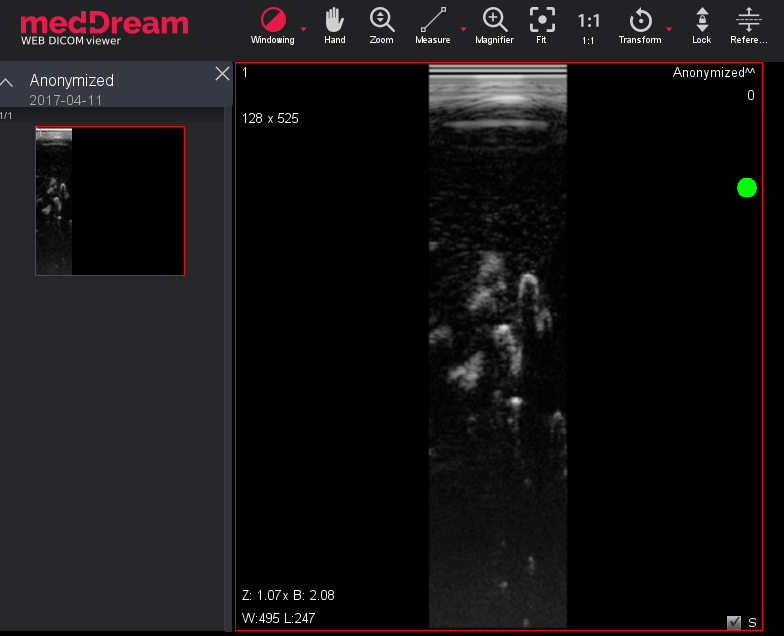 medDream
WEB DICOM viewer
Windowing
Hand
Zoom
Measure
Magnifier
Fit
1:1
1:1
Transform
Lock
Refere...
Anonymized
2017-04-11
1/1
1
Anonymized^^
0
128 x 525
Z: 1.07x B: 2.08
W:495 L:247
S